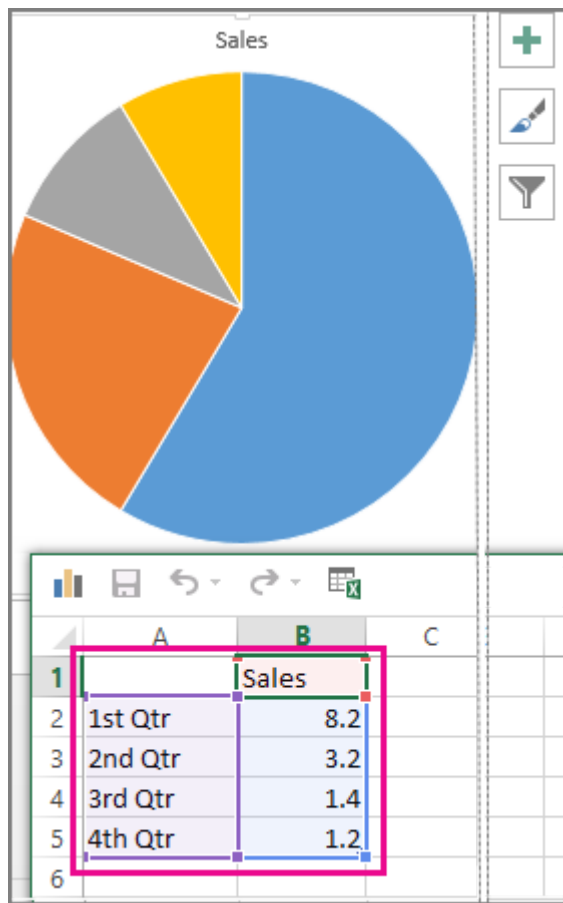 Sales
A B C
1 Sales
2 1st Qtr 8.2
3 2nd Qtr 3.2
4 3rd Qtr 1.4
5 4th Qtr 1.2
6